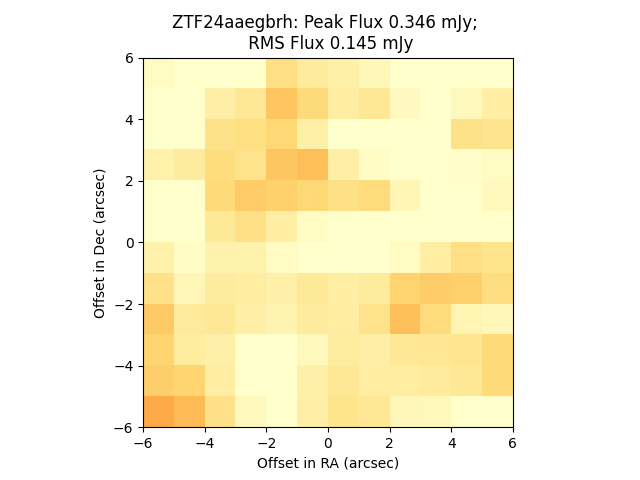 ZTF24aaegbrh: Peak Flux 0.346 mJy;
RMS Flux 0.145 mJy
6
4
2
0
−2
−4
−6
Offset in Dec (arcsec)
−6 −4 −2 0 2 4 6
Offset in RA (arcsec)